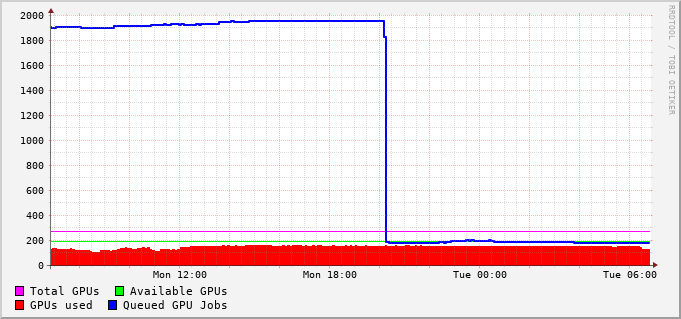 2000
1800
1600
1400
1200
1000
800
600
400
200
0
Mon 12:00 Mon 18:00 Tue 00:00 Tue 06:00
Total GPUs Available GPUs
GPUs used Queued GPU Jobs
RRDTOOL / TOBI OETIKER